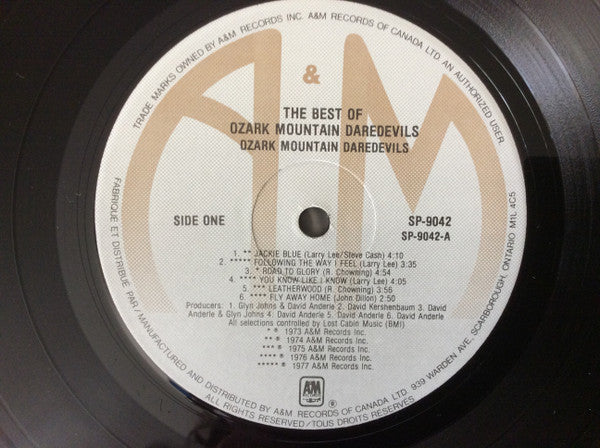 TRADE MARKS OWNED BY A&M RECORDS INC. A&M RECORDS OF CANADA LTD. AN AUTHORIZED USER.
&
A M
THE BEST OF
OZARK MOUNTAIN DAREDEVILS
OZARK MOUNTAIN DAREDEVILS
SIDE ONE
SP-9042
SP-9042-A
1. ** JACKIE BLUE (Larry Lee/Steve Cash) 4:10
2. ***** FOLLOWING THE WAY I FEEL (Larry Lee) 3:35
3. * ROAD TO GLORY (R. Chowning) 4:54
4. **** YOU KNOW LIKE I KNOW (Larry Lee) 4:05
5. *** LEATHERWOOD (R. Chowning) 3:56
6. **** FLY AWAY HOME (John Dillon) 2:50
Producers: 1. Glyn Johns & David Anderle 2. David Kershenbaum 3. David
Anderle & Glyn Johns 4. David Anderle 5. David Anderle 6. David Anderle
All selections controlled by Lost Cabin Music (BMI)
* ℗ 1973 A&M Records Inc.
** ℗ 1974 A&M Records Inc.
*** ℗ 1975 A&M Records Inc.
**** ℗ 1976 A&M Records Inc.
***** ℗ 1977 A&M Records Inc.
A&M
RECORDS
®
FABRIQUE ET DISTRIBUE PAR / MANUFACTURED AND DISTRIBUTED BY A&M RECORDS OF CANADA LTD. 939 WARDEN AVE., SCARBOROUGH, ONTARIO M1L 4C5
ALL RIGHTS RESERVED / TOUS DROITS RESERVES